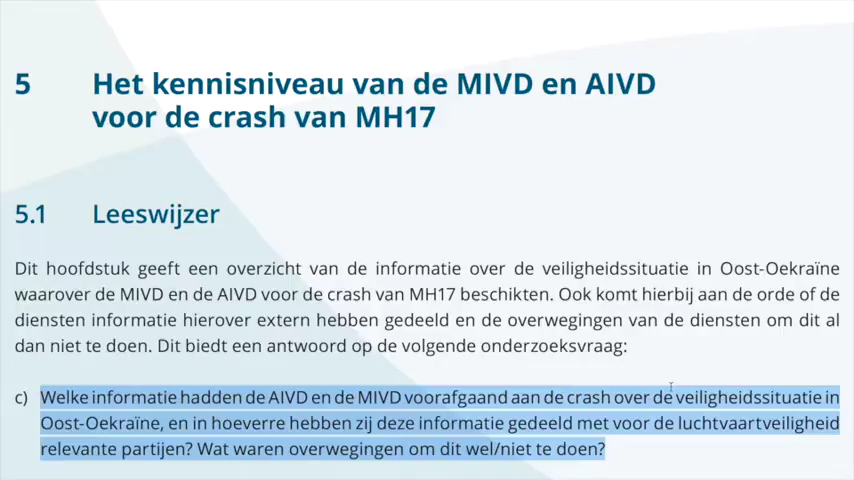 5 Het kennisniveau van de MIVD en AIVD
voor de crash van MH17
5.1 Leeswijzer
Dit hoofdstuk geeft een overzicht van de informatie over de veiligheidssituatie in Oost-Oekraïne
waarover de MIVD en de AIVD voor de crash van MH17 beschikten. Ook komt hierbij aan de orde of de
diensten informatie hierover extern hebben gedeeld en de overwegingen van de diensten om dit al
dan niet te doen. Dit biedt een antwoord op de volgende onderzoeksvraag:
c) Welke informatie hadden de AIVD en de MIVD voorafgaand aan de crash over de veiligheidssituatie in
Oost-Oekraïne, en in hoeverre hebben zij deze informatie gedeeld met voor de luchtvaartveiligheid
relevante partijen? Wat waren overwegingen om dit wel/niet te doen?